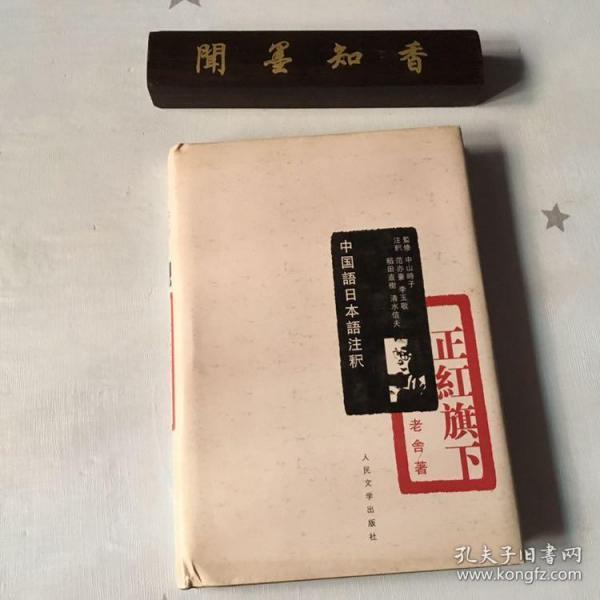 聞墨知香
正紅旗下
老舍著
監修 中山時子
注釈 范亦豪 李玉敬
稲田直樹 清水信夫
中国語日本語注釈
人民文学出版社
孔夫子旧書网
www.kongfz.com